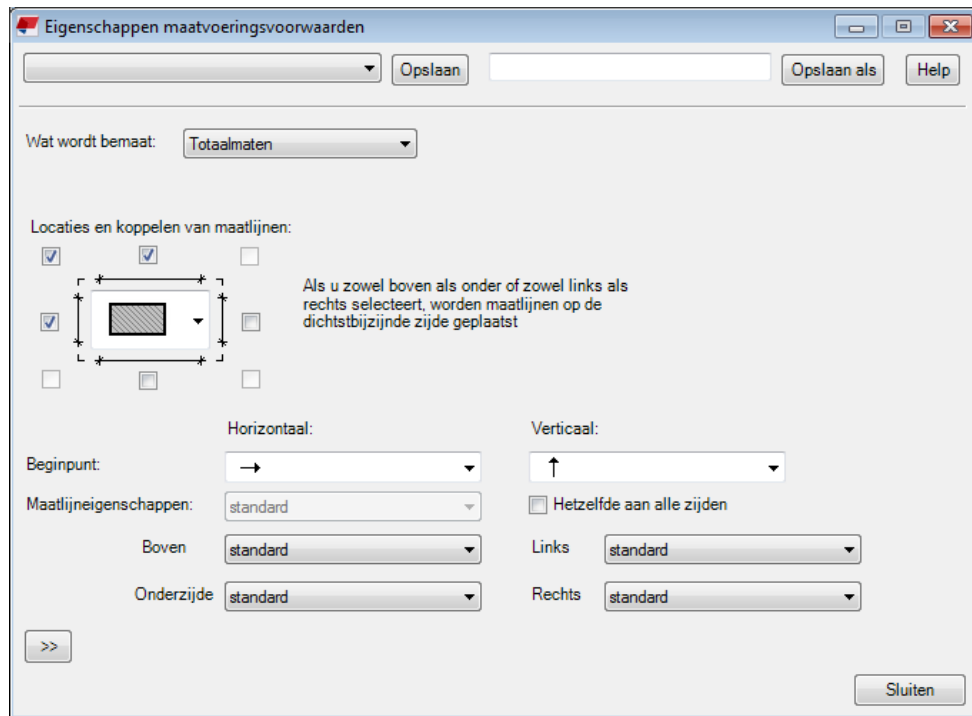 Eigenschappen maatvoeringsvoorwaarden
Opslaan
Opslaan als
Help
Wat wordt bemaat:
Totaalmaten
Locaties en koppelen van maatlijnen:
Als u zowel boven als onder of zowel links als
rechts selecteert, worden maatlijnen op de
dichtstbijzijnde zijde geplaatst
Horizontaal:
Verticaal:
Beginpunt:
Maatlijneigenschappen:
standard
Hetzelfde aan alle zijden
Boven
standard
Links
standard
Onderzijde
standard
Rechts
standard
>>
Sluiten